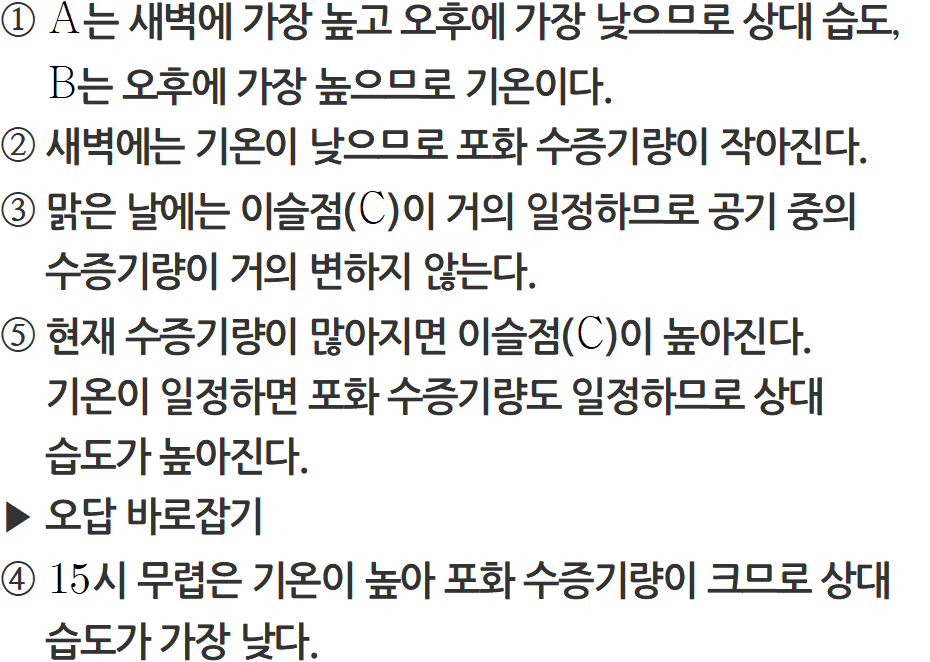 ① A는 새벽에 가장 높고 오후에 가장 낮으므로 상대 습도,
B는 오후에 가장 높으므로 기온이다.
② 새벽에는 기온이 낮으므로 포화 수증기량이 작아진다.
③ 맑은 날에는 이슬점(C)이 거의 일정하므로 공기 중의
수증기량이 거의 변하지 않는다.
⑤ 현재 수증기량이 많아지면 이슬점(C)이 높아진다.
기온이 일정하면 포화 수증기량도 일정하므로 상대
습도가 높아진다.
▶ 오답 바로잡기
④ 15시 무렵은 기온이 높아 포화 수증기량이 크므로 상대
습도가 가장 낮다.